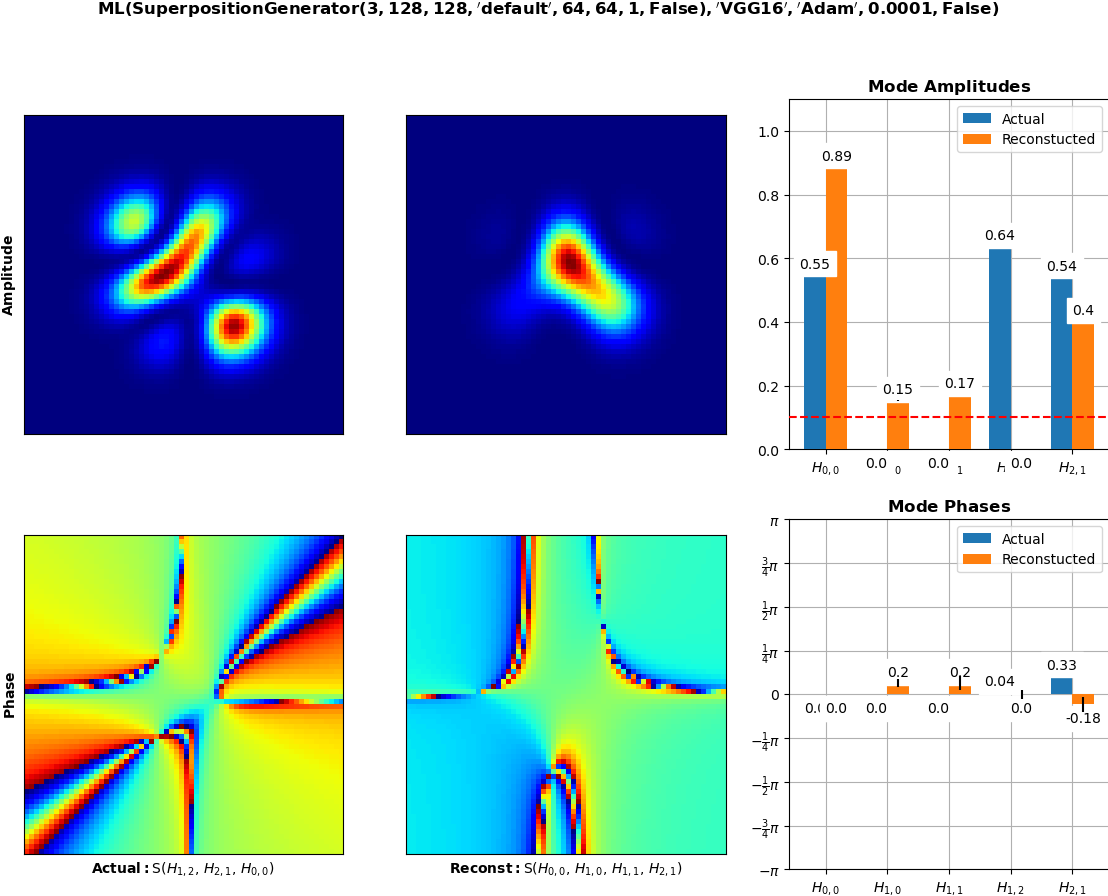 ML(SuperpositionGenerator(3, 128, 128, 'default', 64, 64, 1, False), 'VGG16', 'Adam', 0.0001, False)
Amplitude
Mode Amplitudes
Actual
Reconstucted
1.0
0.8
0.6
0.4
0.2
0.0
0.55
0.89
0.15
0.17
0.64
0.54
0.4
0.0
0.0
0.0
H0,0
0
1
H
H2,1
Phase
Mode Phases
Actual
Reconstucted
π
3/4π
1/2π
1/4π
0
−1/4π
−1/2π
−3/4π
−π
0.2
0.2
0.04
0.33
0.0
0.0
0.0
0.0
-0.18
H0,0
H1,0
H1,1
H1,2
H2,1
Actual: S(H1,2, H2,1, H0,0)
Reconst: S(H0,0, H1,0, H1,1, H2,1)